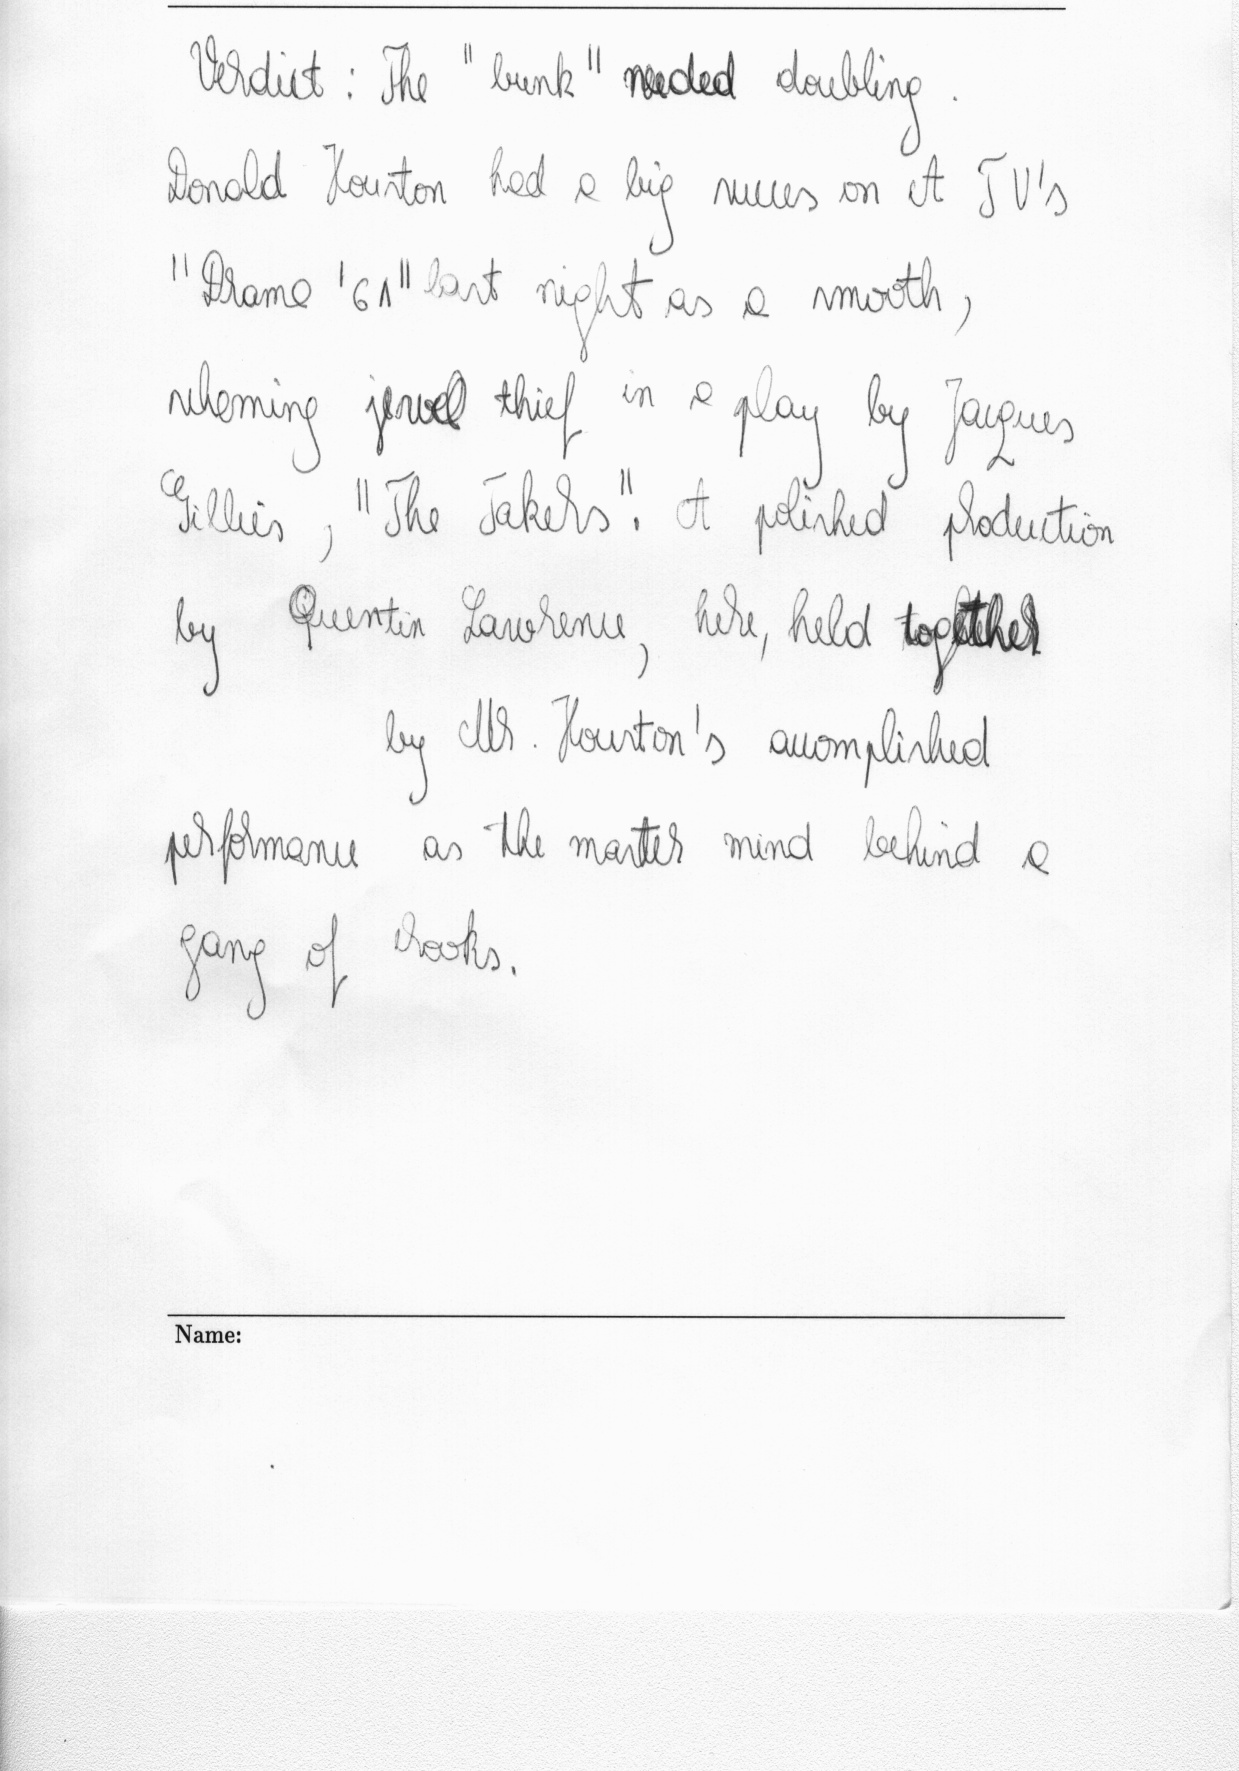 Verdict : The "bunk" needed doubling .
Donald Houston had a big success on A TV's
"Drama '61" last night as a smooth,
scheming jewel thief in a play by Jacques
Gillies , "The Takers". A polished production
by Quentin Lawrence, here, held together
by Mr. Houston's accomplished
performance as the master mind behind a
gang of crooks.
Name: